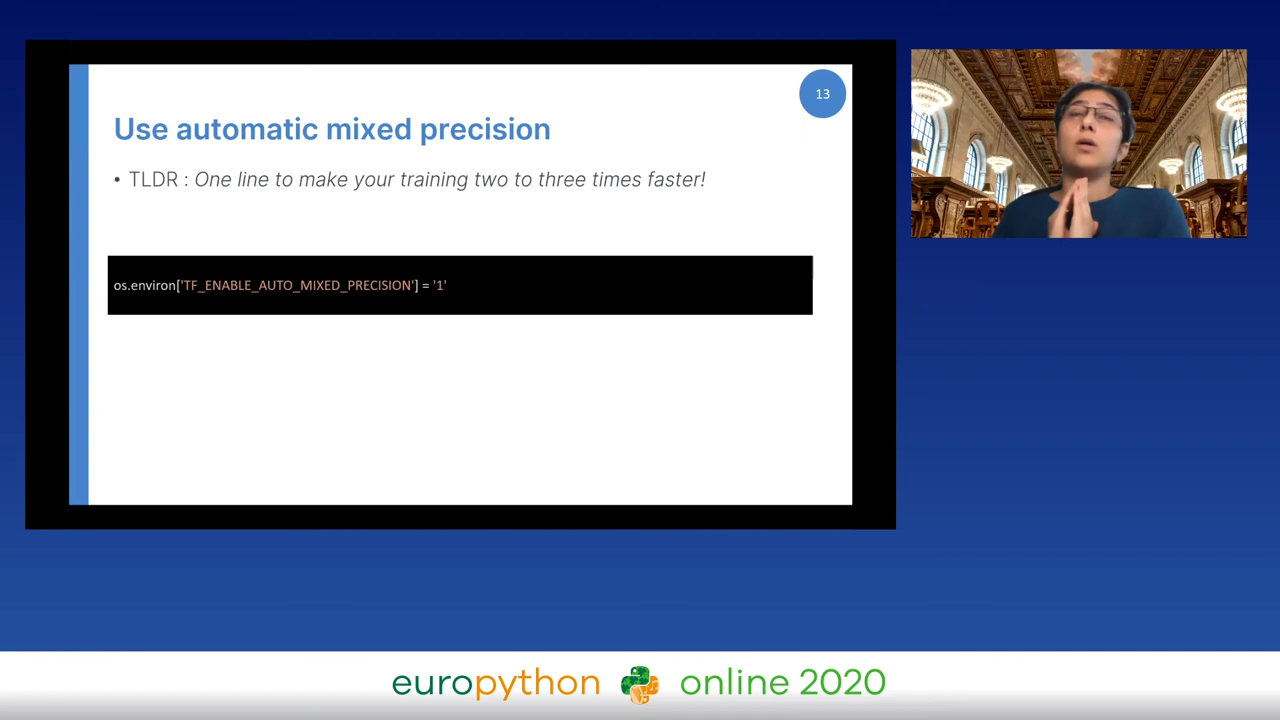 13
Use automatic mixed precision
• TLDR : One line to make your training two to three times faster!
os.environ['TF_ENABLE_AUTO_MIXED_PRECISION'] = '1'
europython online 2020